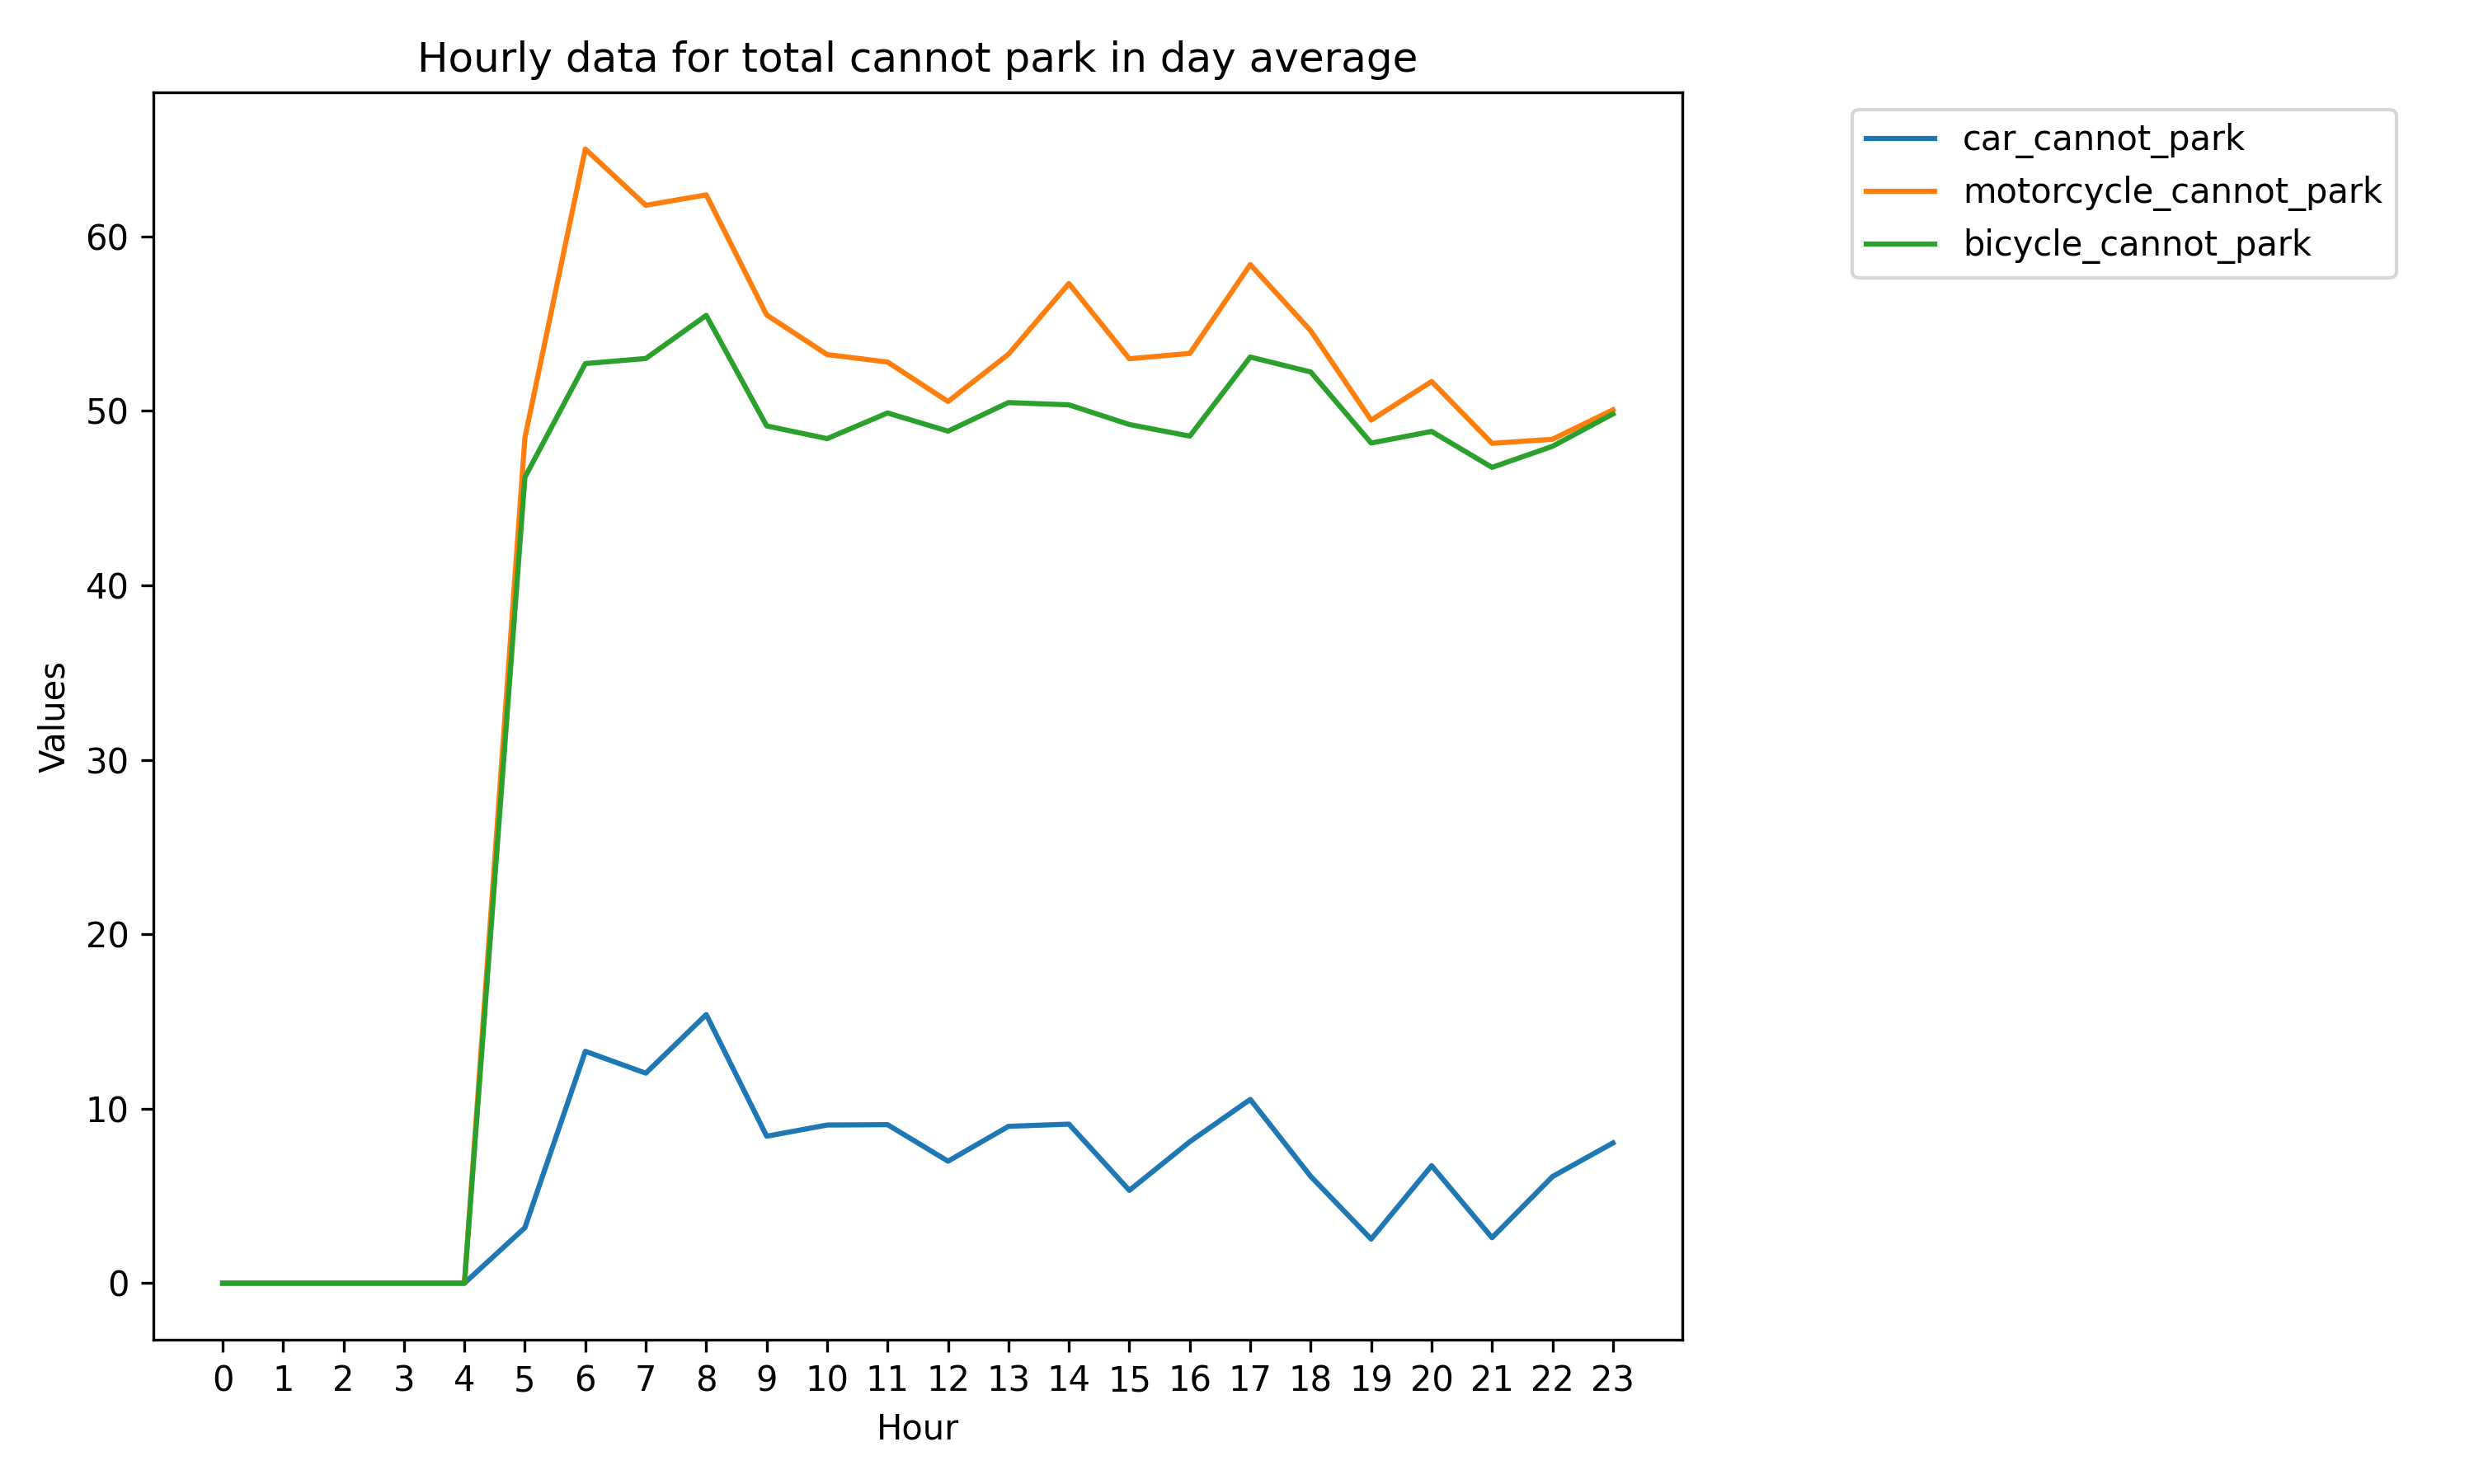 Hourly data for total cannot park in day average
car_cannot_park
motorcycle_cannot_park
bicycle_cannot_park
60
50
40
30
20
10
0
Values
0 1 2 3 4 5 6 7 8 9 10 11 12 13 14 15 16 17 18 19 20 21 22 23
Hour